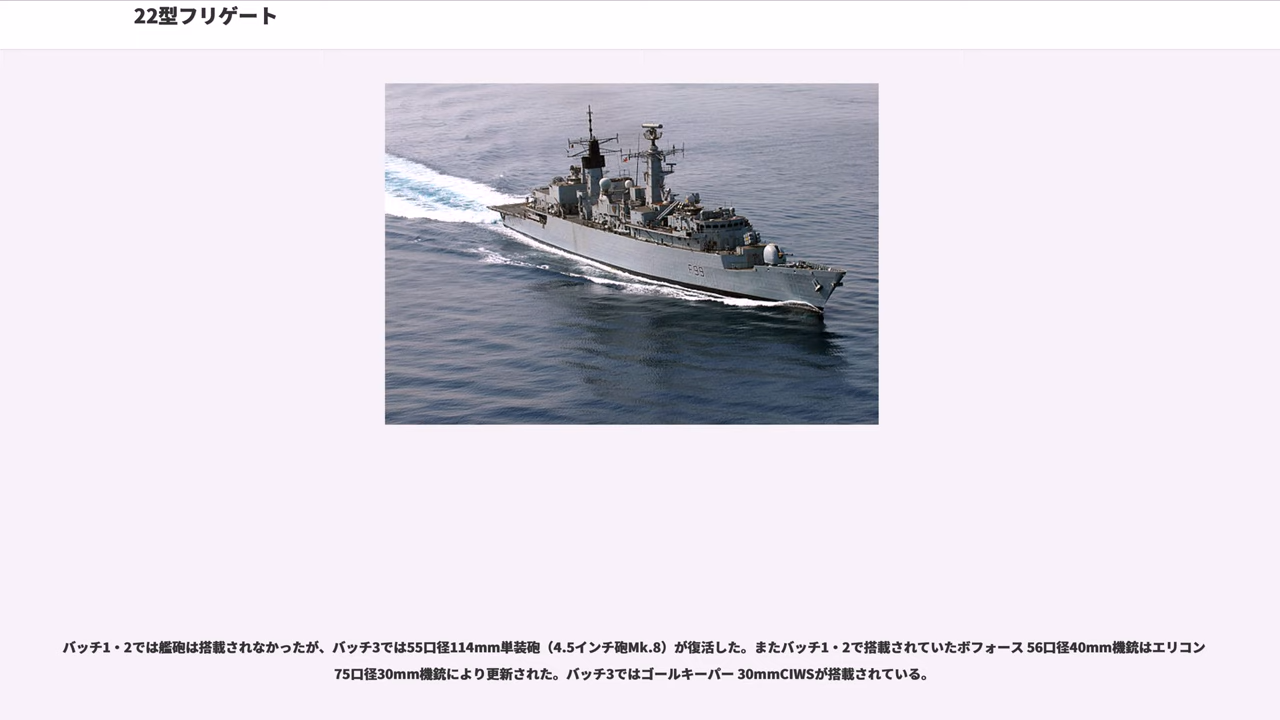 22型フリゲート
F99
バッチ1・2では艦砲は搭載されなかったが、バッチ3では55口径114mm単装砲（4.5インチ砲Mk.8）が復活した。またバッチ1・2で搭載されていたボフォース 56口径40mm機銃はエリコン
75口径30mm機銃により更新された。バッチ3ではゴールキーパー 30mmCIWSが搭載されている。